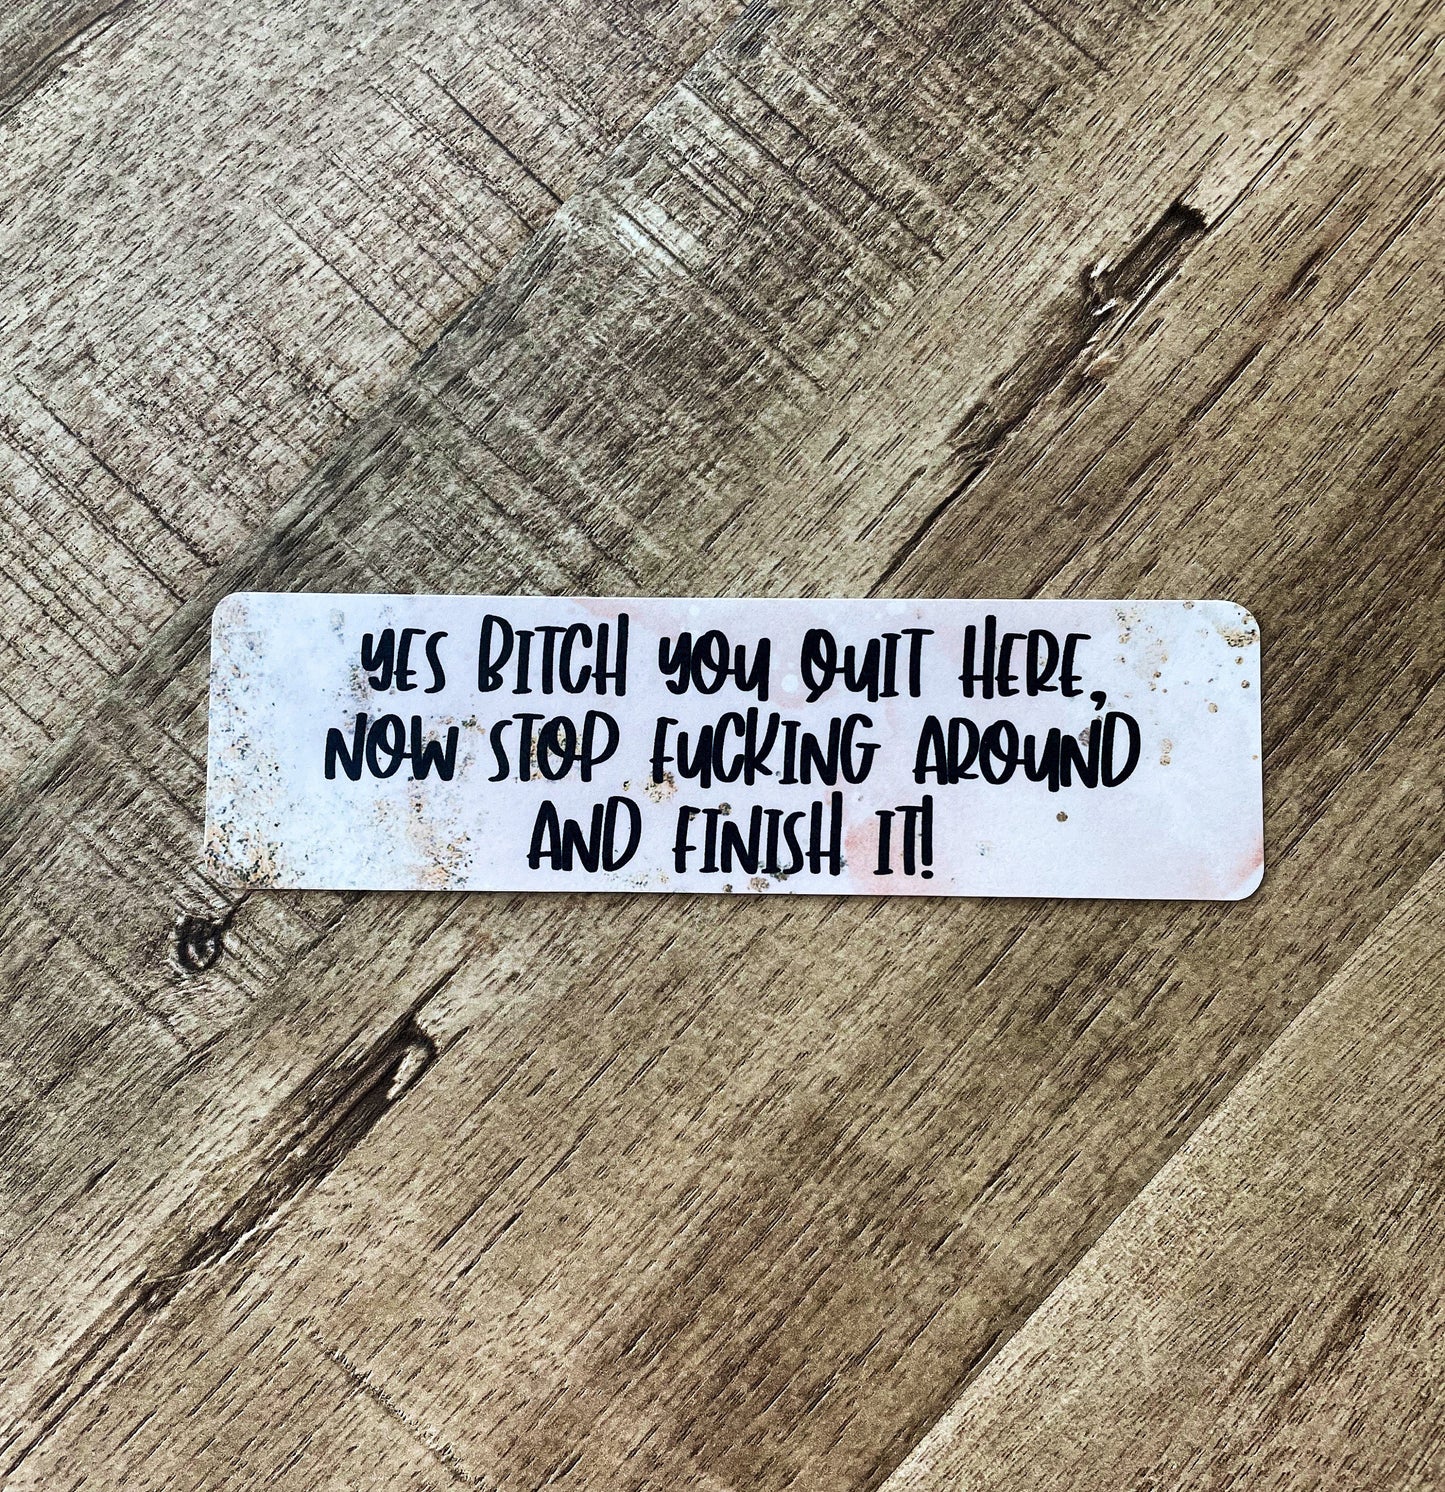 YES BITCH YOU QUIT HERE,
NOW STOP FUCKING AROUND
AND FINISH IT!